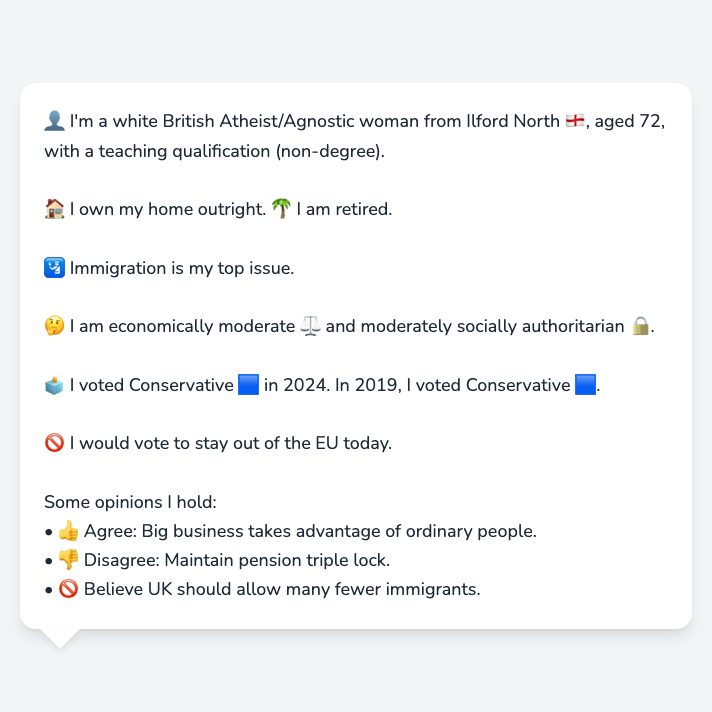 👤 I'm a white British Atheist/Agnostic woman from Ilford North 🏴󠁧󠁢󠁥󠁮󠁧󠁿, aged 72,
with a teaching qualification (non-degree).
🏠 I own my home outright. 🌴 I am retired.
🛂 Immigration is my top issue.
🤔 I am economically moderate ⚖️ and moderately socially authoritarian 🔒.
🗳️ I voted Conservative 🟦 in 2024. In 2019, I voted Conservative 🟦.
🚫 I would vote to stay out of the EU today.
Some opinions I hold:
• 👍 Agree: Big business takes advantage of ordinary people.
• 👎 Disagree: Maintain pension triple lock.
• 🚫 Believe UK should allow many fewer immigrants.